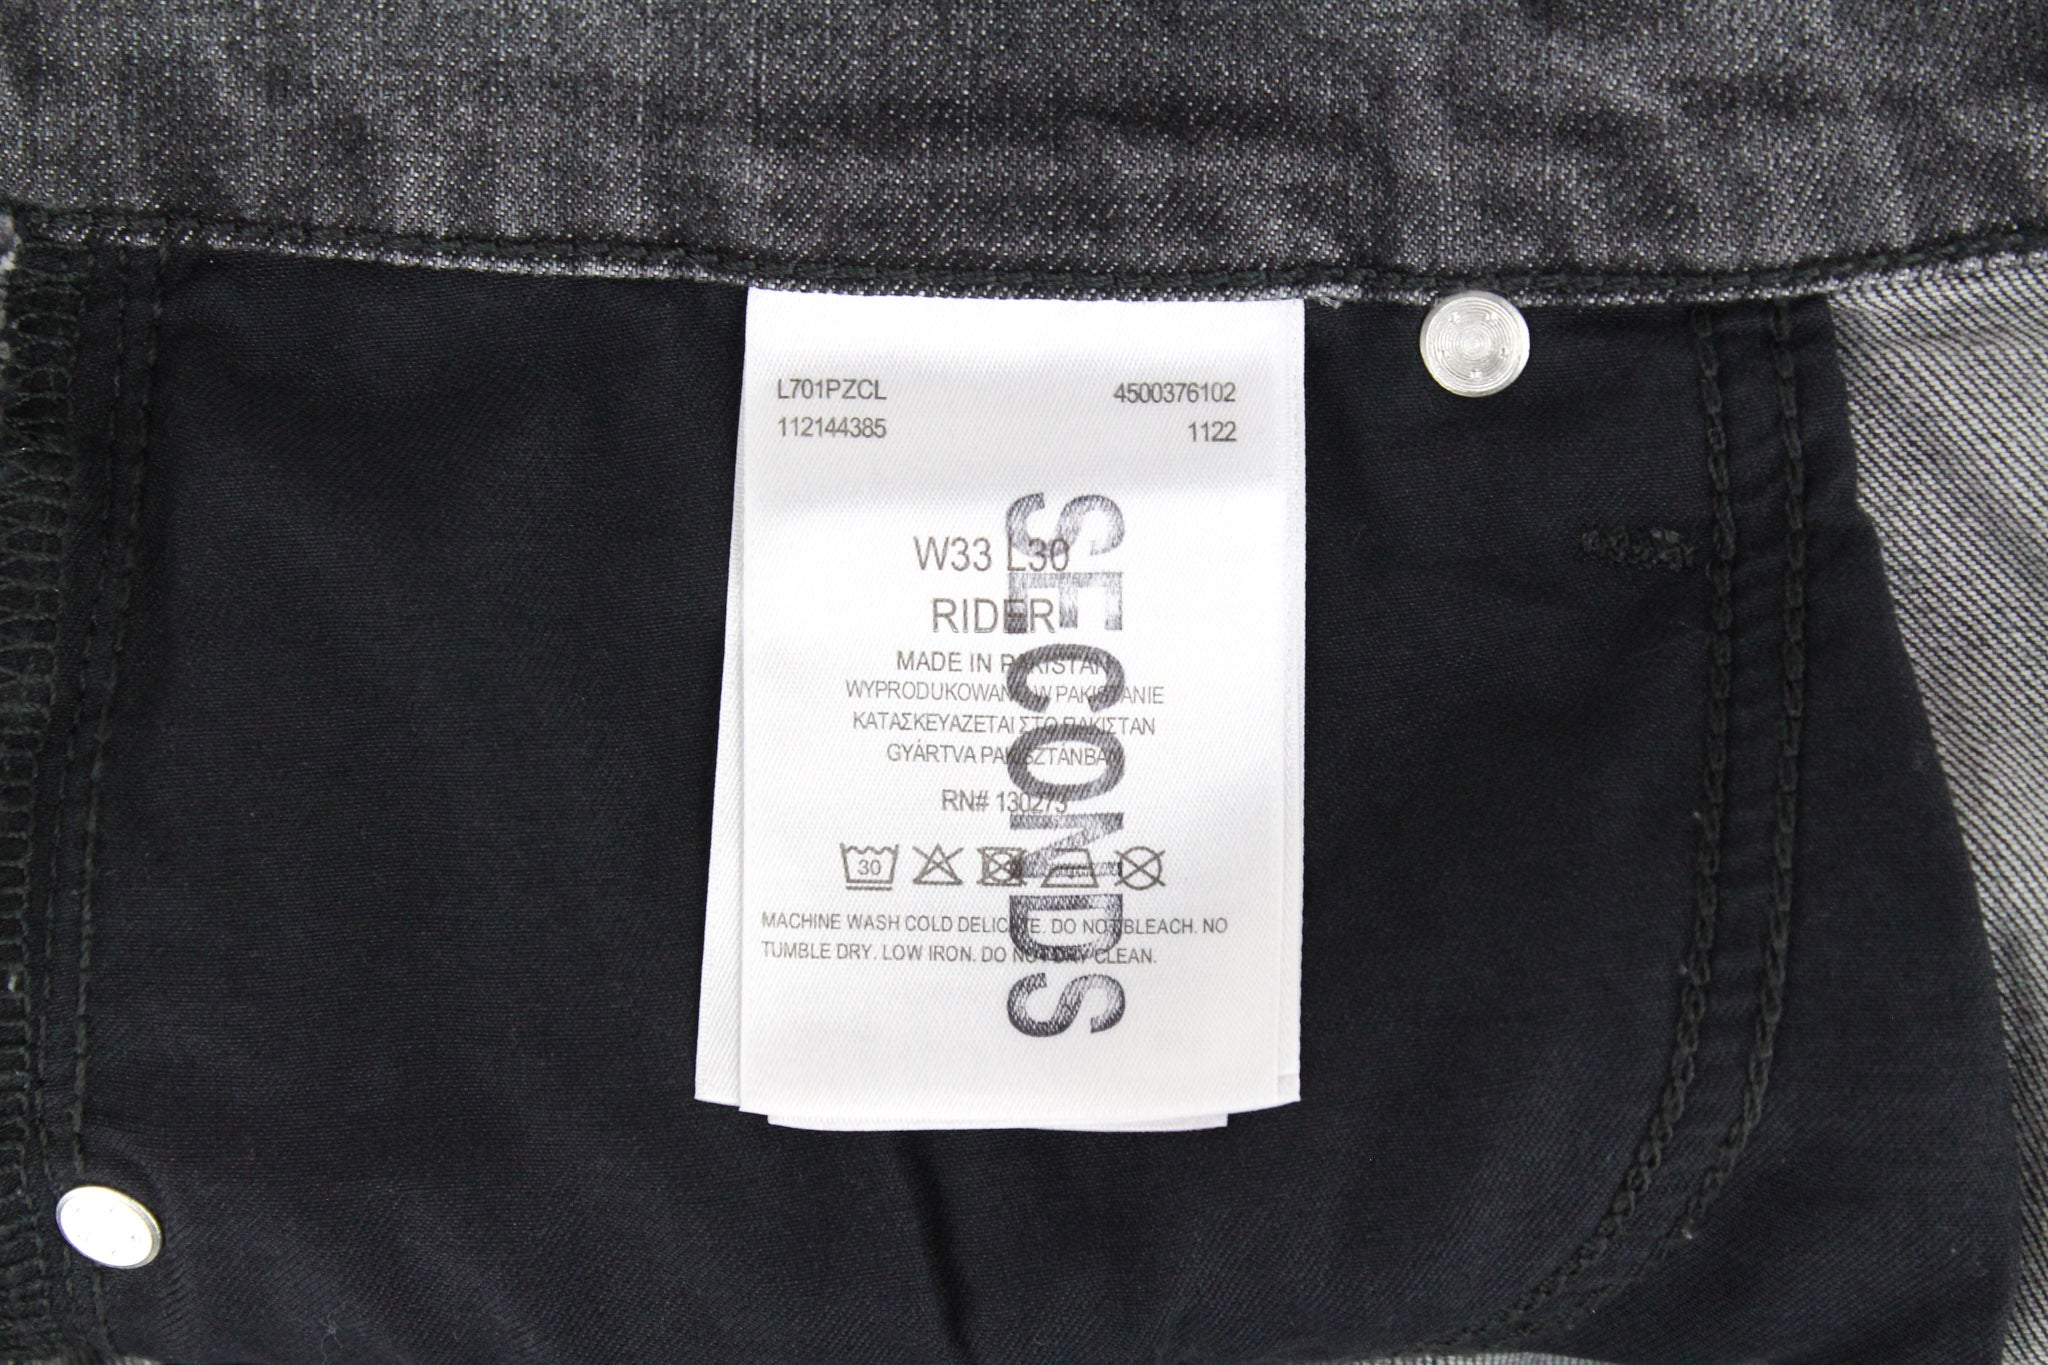 L701PZCL 4500376102
112144385 1122
W33 L30
RIDER
MADE IN PAKISTAN
WYPRODUKOWANO W PAKISTANIE
ΚΑΤΑΣΚΕΥΑΖΕΤΑΙ ΣΤΟ ΠΑΚΙΣΤΑΝ
GYÁRTVA PAKISZTÁNBAN
RN# 130273
30
MACHINE WASH COLD DELICATE. DO NOT BLEACH. NO
TUMBLE DRY. LOW IRON. DO NOT DRY CLEAN.
SECONDS